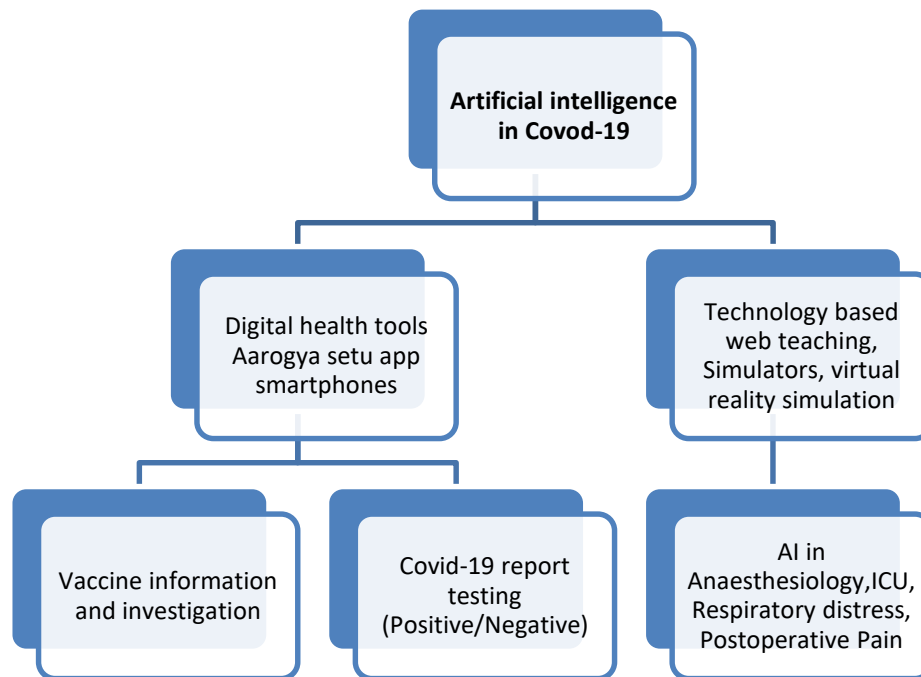 Artificial intelligence
in Covod-19
Digital health tools
Aarogya setu app
smartphones
Technology based
web teaching,
Simulators, virtual
reality simulation
Vaccine information
and investigation
Covid-19 report
testing
(Positive/Negative)
AI in
Anaesthesiology,ICU,
Respiratory distress,
Postoperative Pain